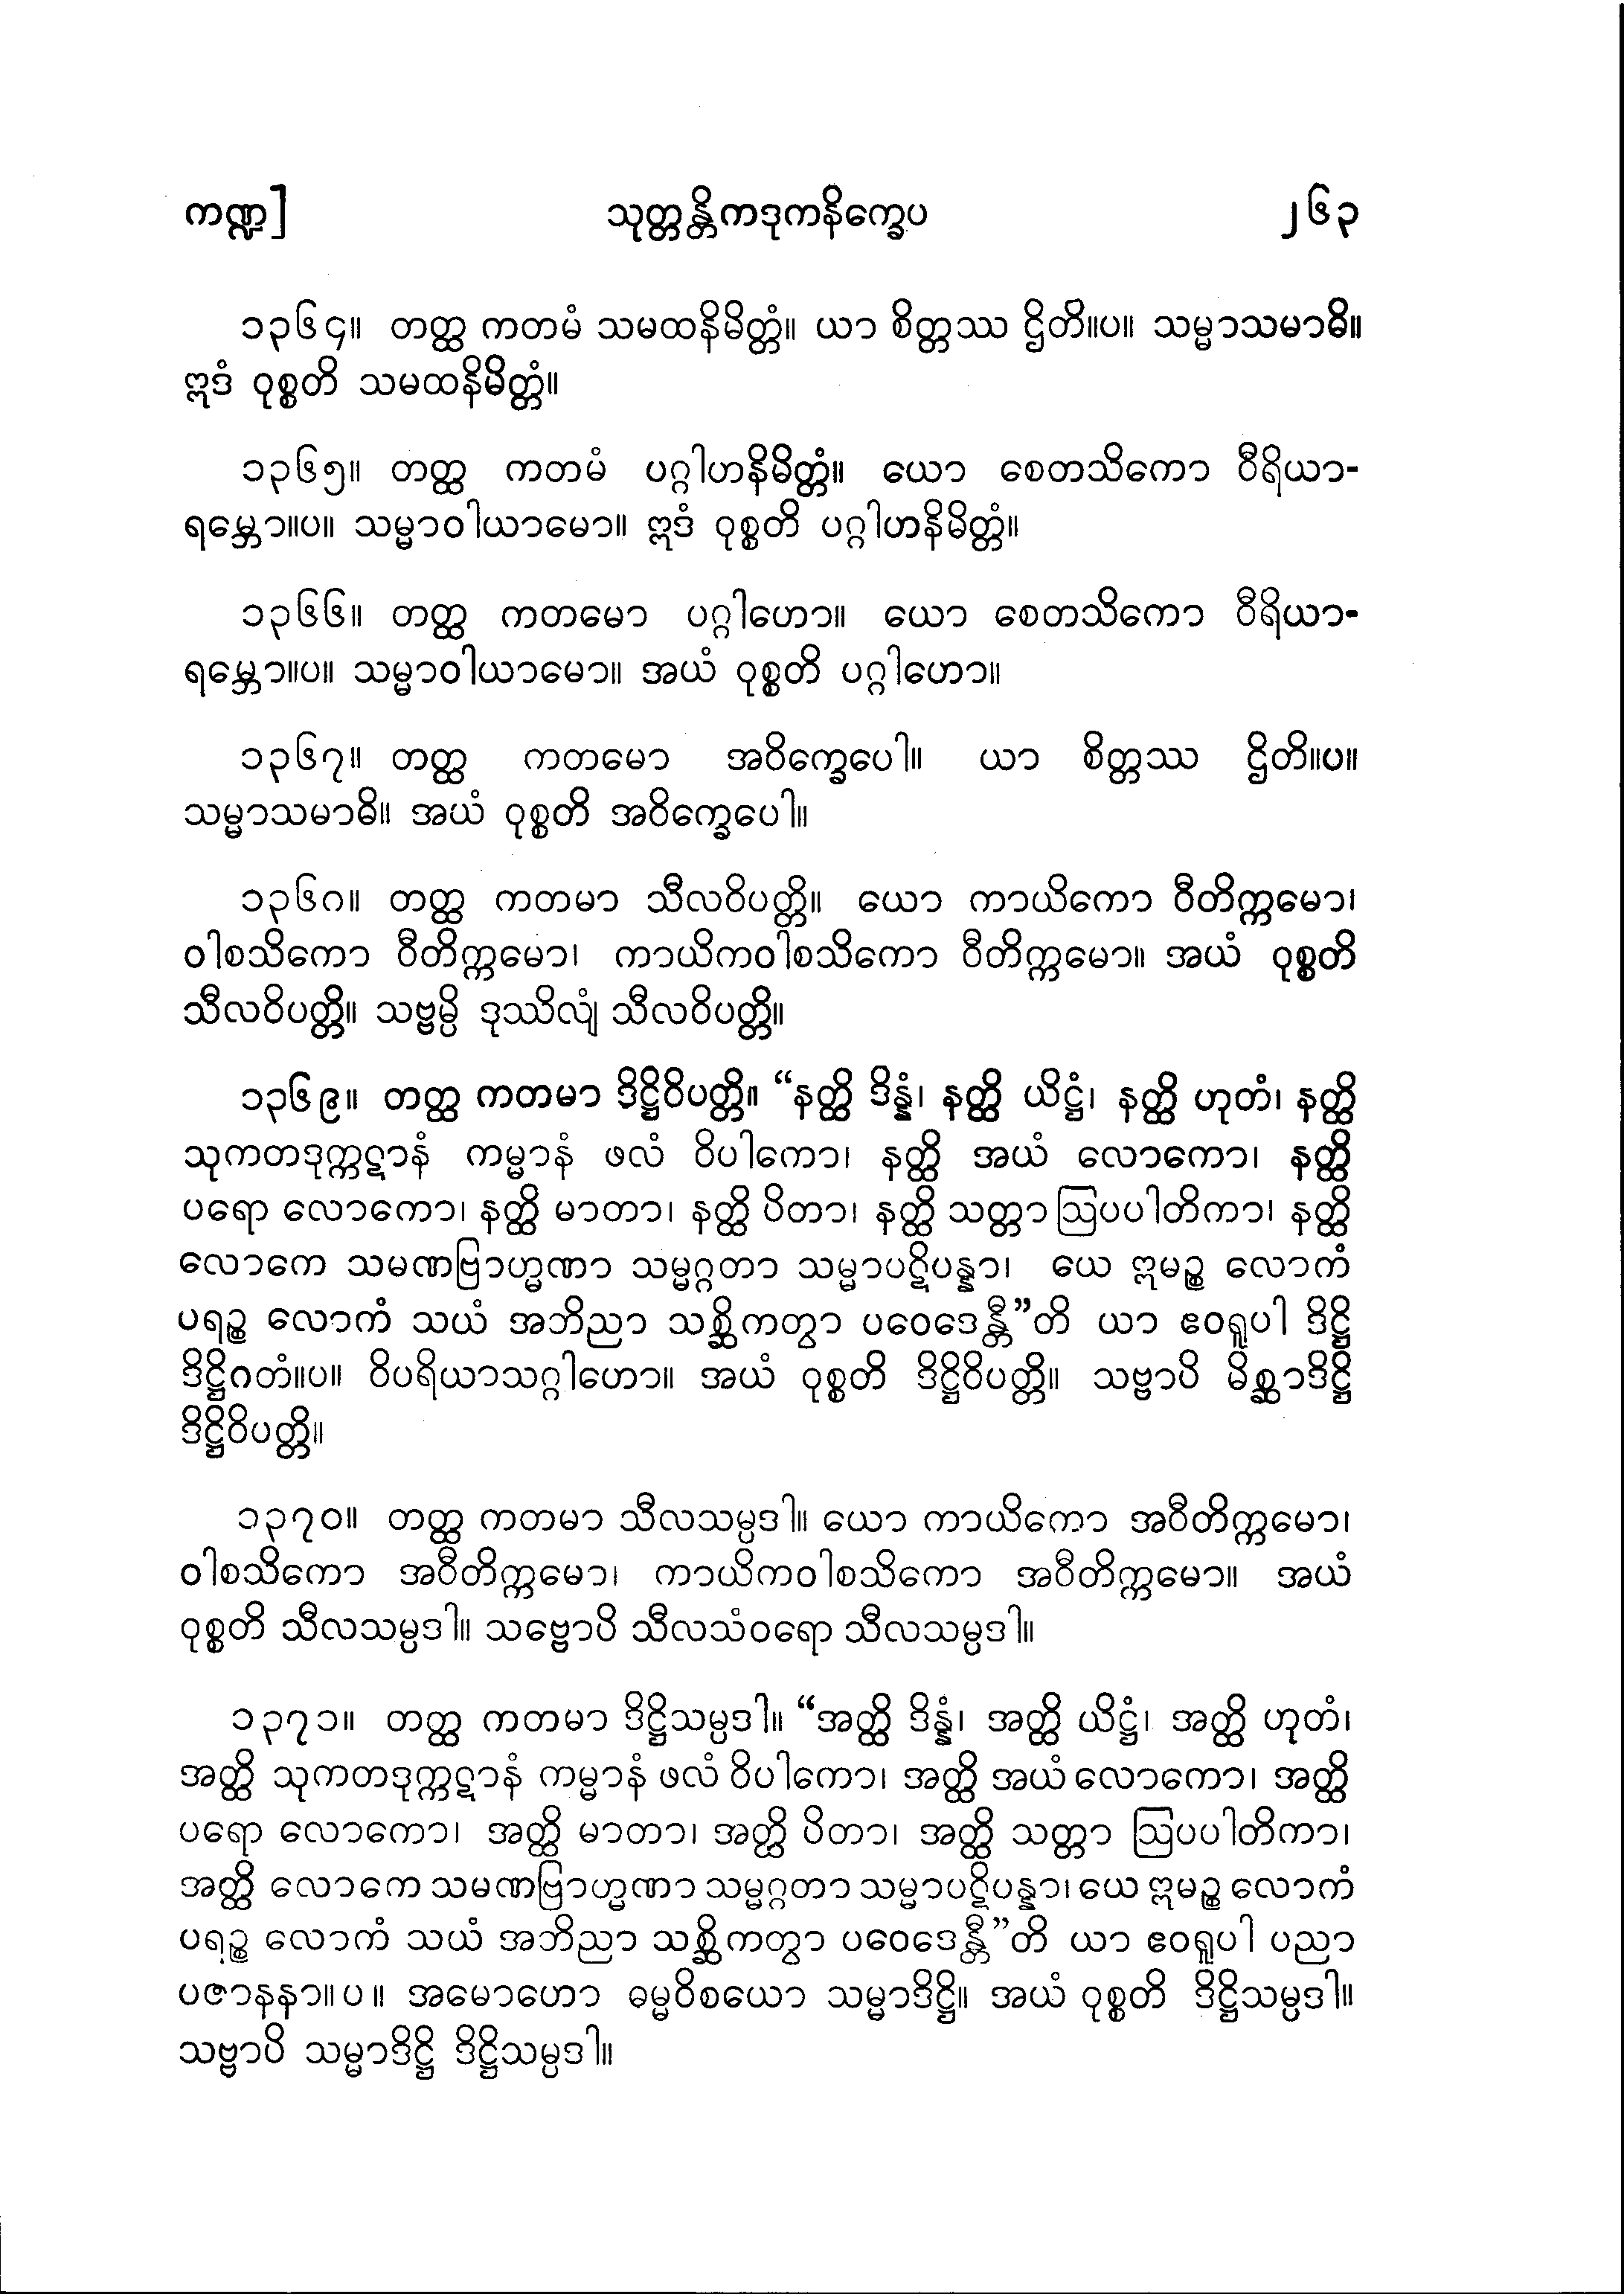 ကဏ္ဍ] သုတ္တန္တိကဒုကနိက္ခေပ ၂၆၃
၁၃၆၄။ တတ္ထ ကတမံ သမထနိမိတ္တံ။ ယာ စိတ္တဿ ဌိတိ။ပ။ သမ္မာသမာဓိ။
ဣဒံ ဝုစ္စတိ သမထနိမိတ္တံ။
၁၃၆၅။ တတ္ထ ကတမံ ပဂ္ဂါဟနိမိတ္တံ။ ယော စေတသိကော ဝီရိယာ-
ရမ္ဘော။ပ။ သမ္မာဝါယာမော။ ဣဒံ ဝုစ္စတိ ပဂ္ဂါဟနိမိတ္တံ။
၁၃၆၆။ တတ္ထ ကတမော ပဂ္ဂါဟော။ ယော စေတသိကော ဝီရိယာ-
ရမ္ဘော။ပ။ သမ္မာဝါယာမော။ အယံ ဝုစ္စတိ ပဂ္ဂါဟော။
၁၃၆၇။ တတ္ထ ကတမော အဝိက္ခေပေါ။ ယာ စိတ္တဿ ဌိတိ။ပ။
သမ္မာသမာဓိ။ အယံ ဝုစ္စတိ အဝိက္ခေပေါ။
၁၃၆၈။ တတ္ထ ကတမာ သီလဝိပတ္တိ။ ယော ကာယိကော ဝီတိက္ကမော၊
ဝါစသိကော ဝီတိက္ကမော၊ ကာယိကဝါစသိကော ဝီတိက္ကမော။ အယံ ဝုစ္စတိ
သီလဝိပတ္တိ။ သဗ္ဗမ္ပိ ဒုဿိလျံ သီလဝိပတ္တိ။
၁၃၆၉။ တတ္ထ ကတမာ ဒိဋ္ဌိဝိပတ္တိ။ “နတ္ထိ ဒိန္နံ၊ နတ္ထိ ယိဋ္ဌံ၊ နတ္ထိ ဟုတံ၊ နတ္ထိ
သုကတဒုက္ကဋာနံ ကမ္မာနံ ဖလံ ဝိပါကော၊ နတ္ထိ အယံ လောကော၊ နတ္ထိ
ပရော လောကော၊ နတ္ထိ မာတာ၊ နတ္ထိ ပိတာ၊ နတ္ထိ သတ္တာ ဩပပါတိကာ၊ နတ္ထိ
လောကေ သမဏဗြာဟ္မဏာ သမ္မဂ္ဂတာ သမ္မာပဋိပန္နာ၊ ယေ ဣမဉ္စ လောကံ
ပရဉ္စ လောကံ သယံ အဘိညာ သစ္ဆိကတွာ ပဝေဒေန္တီ”တိ ယာ ဧဝရူပါ ဒိဋ္ဌိ
ဒိဋ္ဌိဂတံ။ပ။ ဝိပရိယာသဂ္ဂါဟော။ အယံ ဝုစ္စတိ ဒိဋ္ဌိဝိပတ္တိ။ သဗ္ဗာပိ မိစ္ဆာဒိဋ္ဌိ
ဒိဋ္ဌိဝိပတ္တိ။
၁၃၇၀။ တတ္ထ ကတမာ သီလသမ္ပဒါ။ ယော ကာယိကော အဝီတိက္ကမော၊
ဝါစသိကော အဝီတိက္ကမော၊ ကာယိကဝါစသိကော အဝီတိက္ကမော။ အယံ
ဝုစ္စတိ သီလသမ္ပဒါ။ သဗ္ဗောပိ သီလသံဝရော သီလသမ္ပဒါ။
၁၃၇၁။ တတ္ထ ကတမာ ဒိဋ္ဌိသမ္ပဒါ။ “အတ္ထိ ဒိန္နံ၊ အတ္ထိ ယိဋ္ဌံ၊ အတ္ထိ ဟုတံ၊
အတ္ထိ သုကတဒုက္ကဋာနံ ကမ္မာနံ ဖလံ ဝိပါကော၊ အတ္ထိ အယံ လောကော၊ အတ္ထိ
ပရော လောကော၊ အတ္ထိ မာတာ၊ အတ္ထိ ပိတာ၊ အတ္ထိ သတ္တာ ဩပပါတိကာ၊
အတ္ထိ လောကေ သမဏဗြာဟ္မဏာ သမ္မဂ္ဂတာ သမ္မာပဋိပန္နာ၊ ယေ ဣမဉ္စ လောကံ
ပရဉ္စ လောကံ သယံ အဘိညာ သစ္ဆိကတွာ ပဝေဒေန္တီ”တိ ယာ ဧဝရူပါ ပညာ
ပဇာနနာ။ပ။ အမောဟော ဓမ္မဝိစယော သမ္မာဒိဋ္ဌိ။ အယံ ဝုစ္စတိ ဒိဋ္ဌိသမ္ပဒါ။
သဗ္ဗာပိ သမ္မာဒိဋ္ဌိ ဒိဋ္ဌိသမ္ပဒါ။